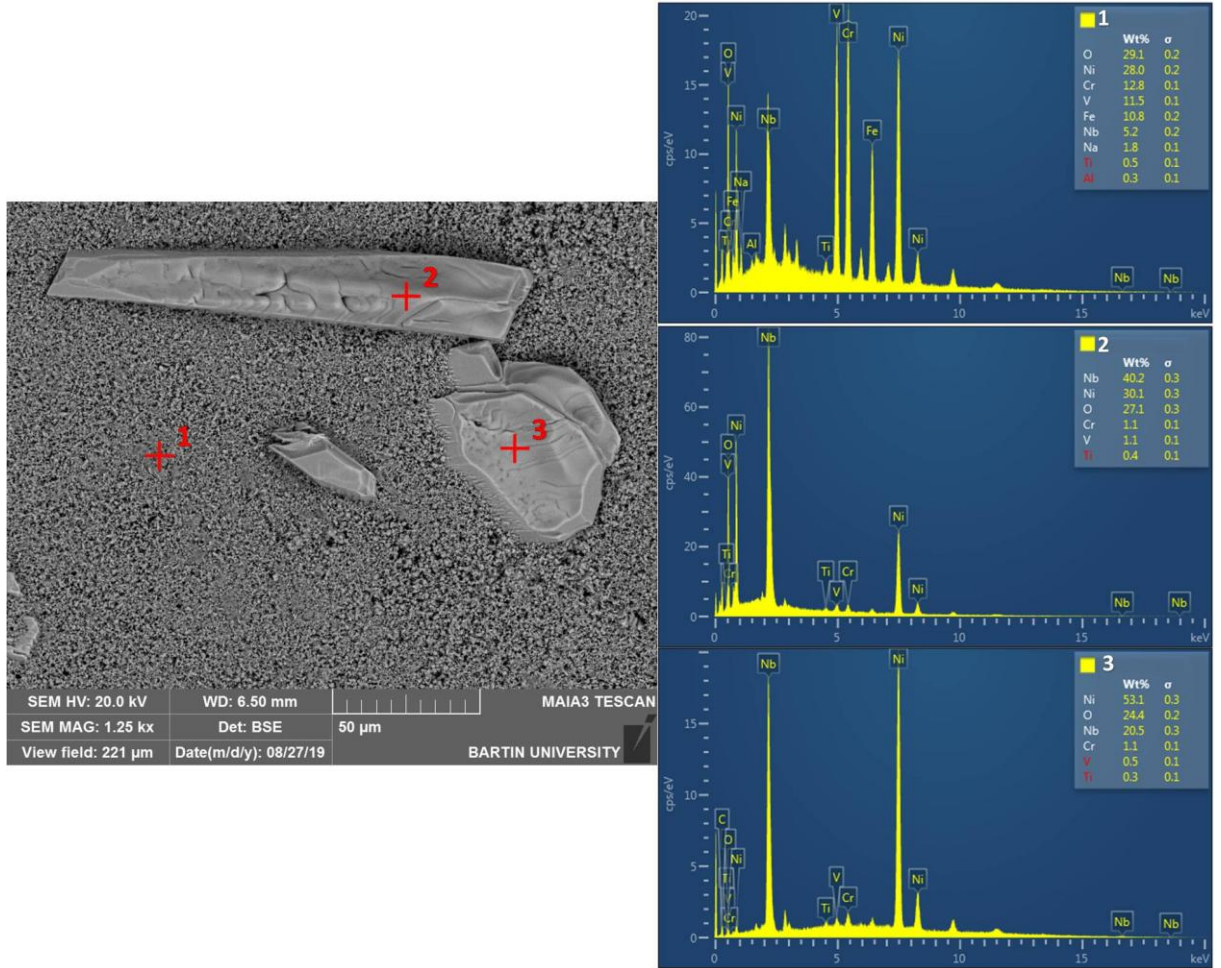 2
1
3
SEM HV: 20.0 kV WD: 6.50 mm MAIA3 TESCAN
SEM MAG: 1.25 kx Det: BSE 50 µm
View field: 221 µm Date(m/d/y): 08/27/19 BARTIN UNIVERSITY
1
Wt% σ
O 29.1 0.2
Ni 28.0 0.2
Cr 12.8 0.1
V 11.5 0.1
Fe 10.8 0.2
Nb 5.2 0.2
Na 1.8 0.1
Ti 0.5 0.1
Al 0.3 0.1
cps/eV
20
15
10
5
0
V
Cr
Ni
O
V
Ni
Nb
Fe
Na
Fe
C
T
Al
Ti
Ni
Nb
Nb
0 5 10 15 keV
2
Wt% σ
Nb 40.2 0.3
Ni 30.1 0.3
O 27.1 0.3
Cr 1.1 0.1
V 1.1 0.1
Ti 0.4 0.1
cps/eV
80
60
40
20
0
Nb
Ni
O
V
Ni
Ti
Cr
Ti
Cr
V
Ni
Nb
Nb
0 5 10 15 keV
3
Wt% σ
Ni 53.1 0.3
O 24.4 0.2
Nb 20.5 0.3
Cr 1.1 0.1
V 0.5 0.1
Ti 0.3 0.1
cps/eV
15
10
5
0
Nb
Ni
C
O
Ni
Ti
V
Cr
V
Ti
Cr
Ni
Nb
Nb
0 5 10 15 keV